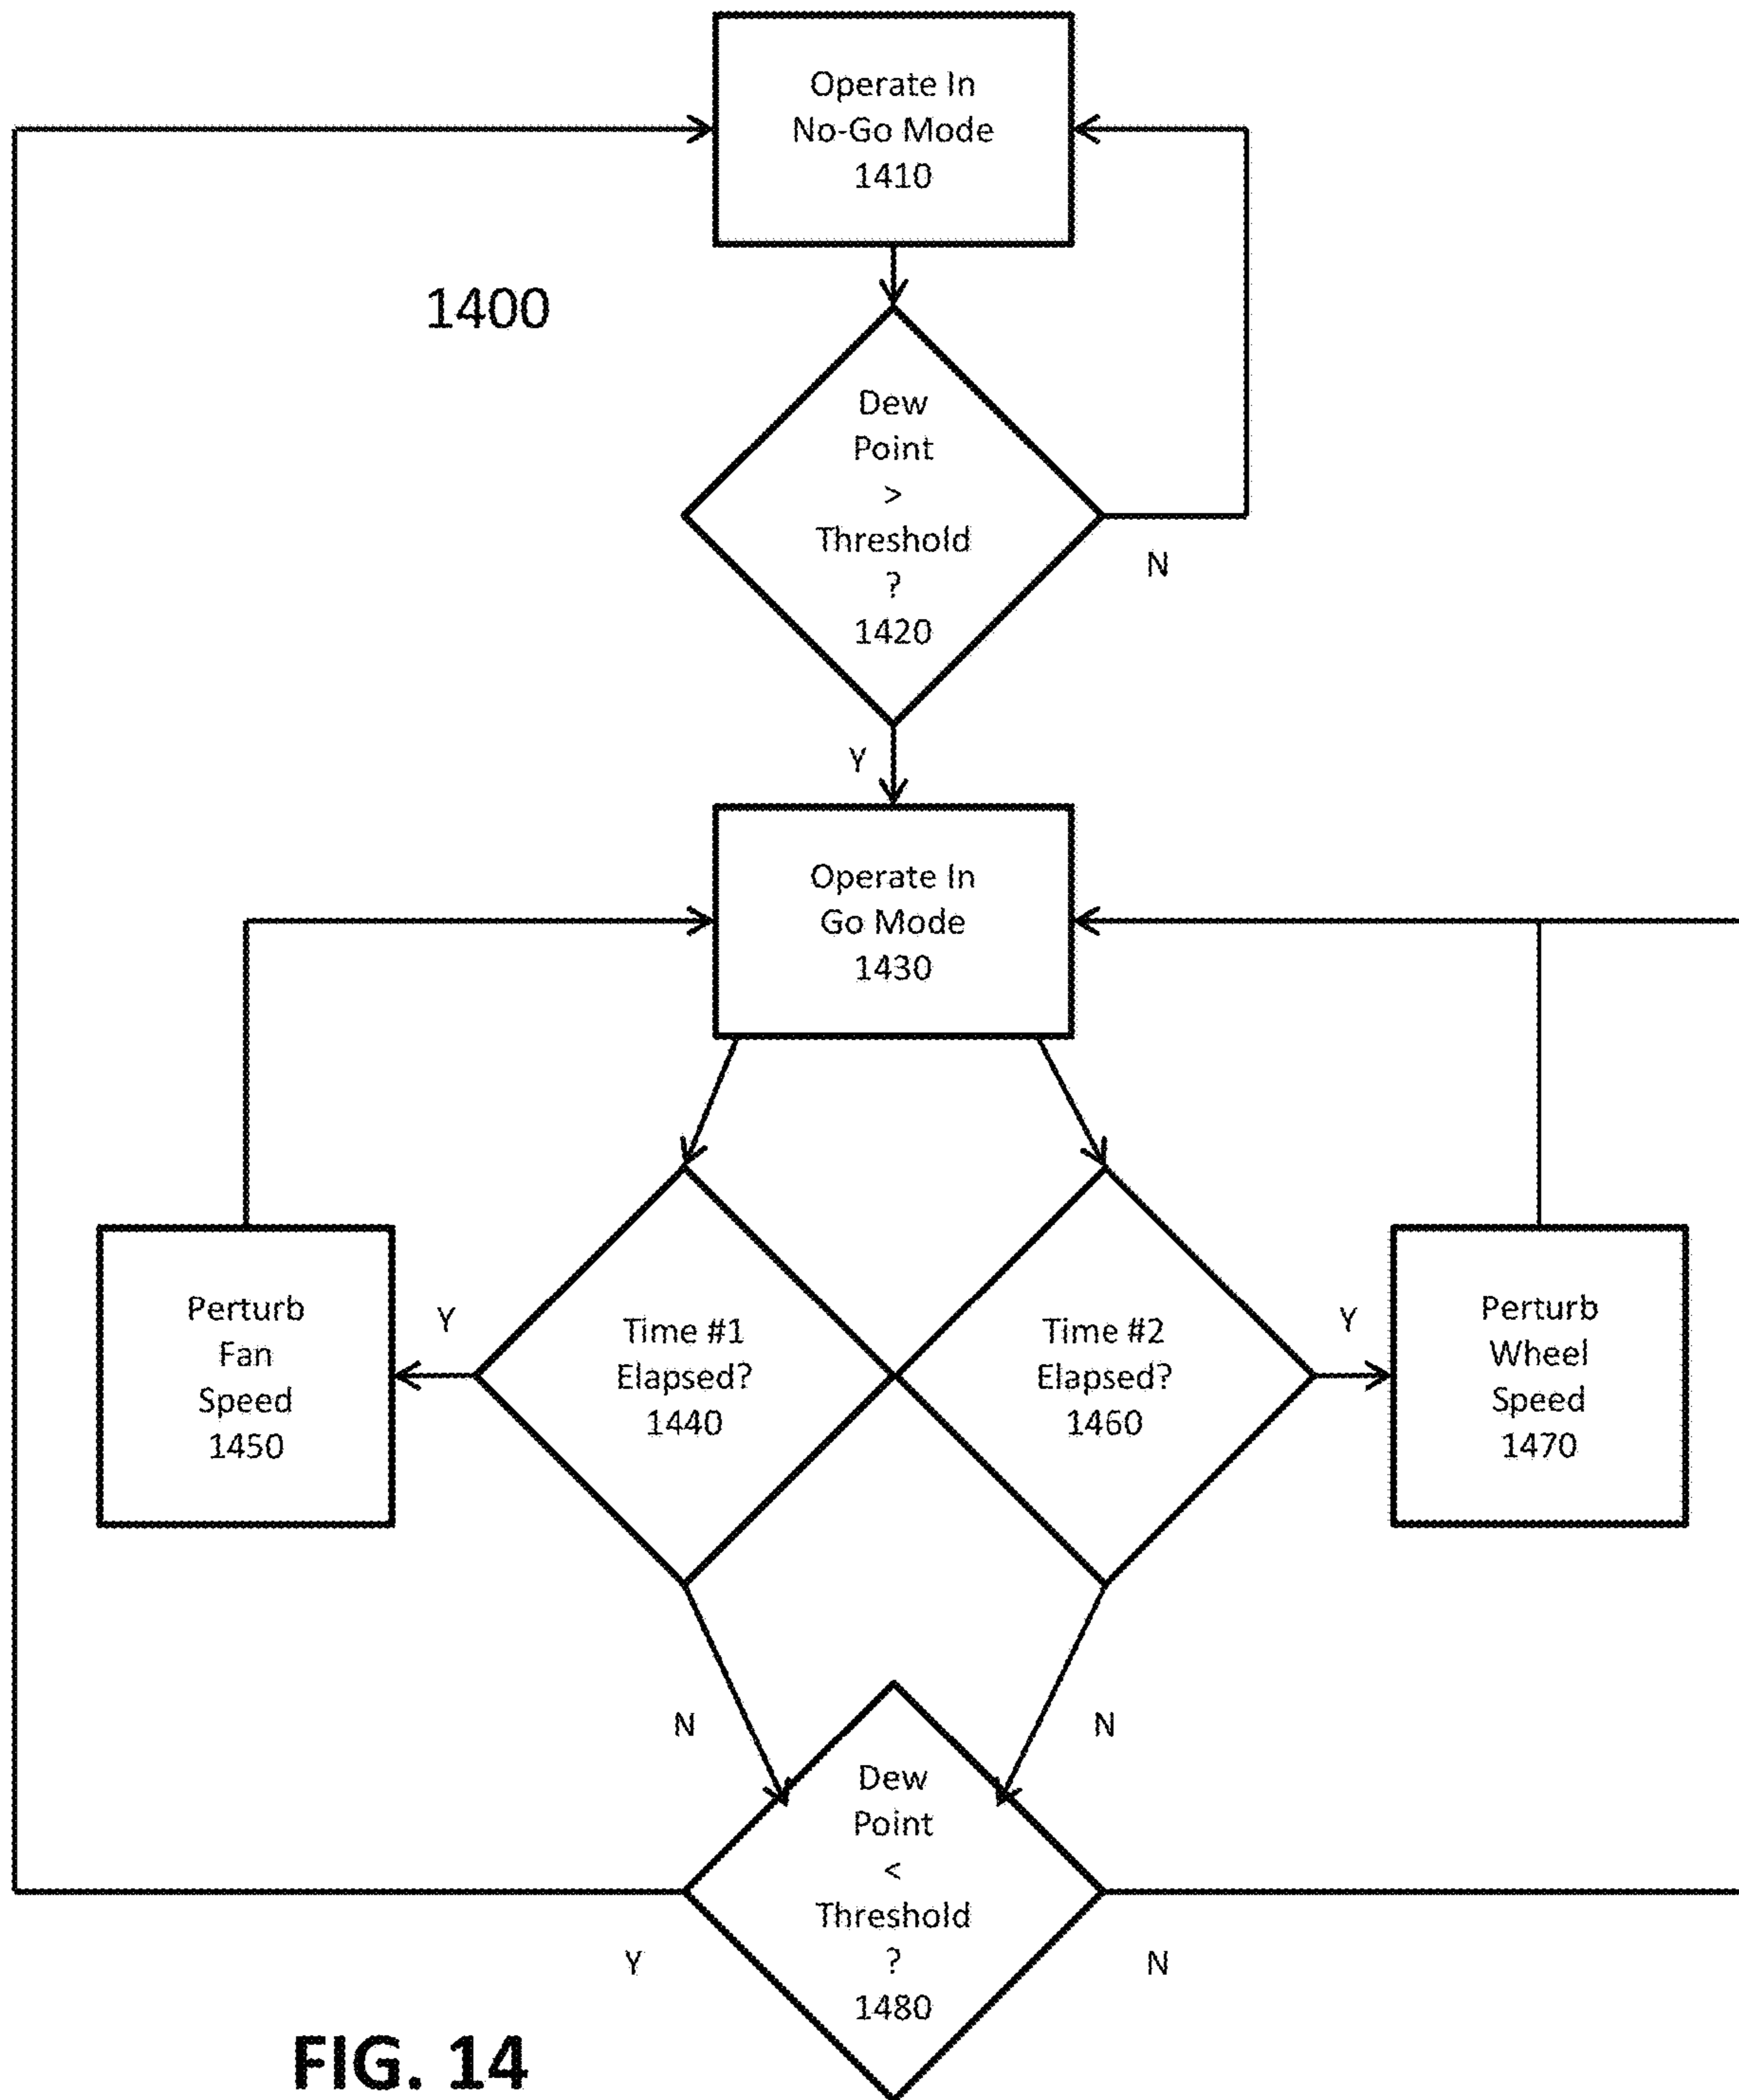 Operate In
No-Go Mode
1410
1400
Dew
Point
>
Threshold
?
1420
N
Y
Operate In
Go Mode
1430
Perturb
Fan
Speed
1450
Y
Time #1
Elapsed?
1440
Time #2
Elapsed?
1460
Y
Perturb
Wheel
Speed
1470
N
N
Dew
Point
<
Threshold
?
1480
Y
N
FIG. 14